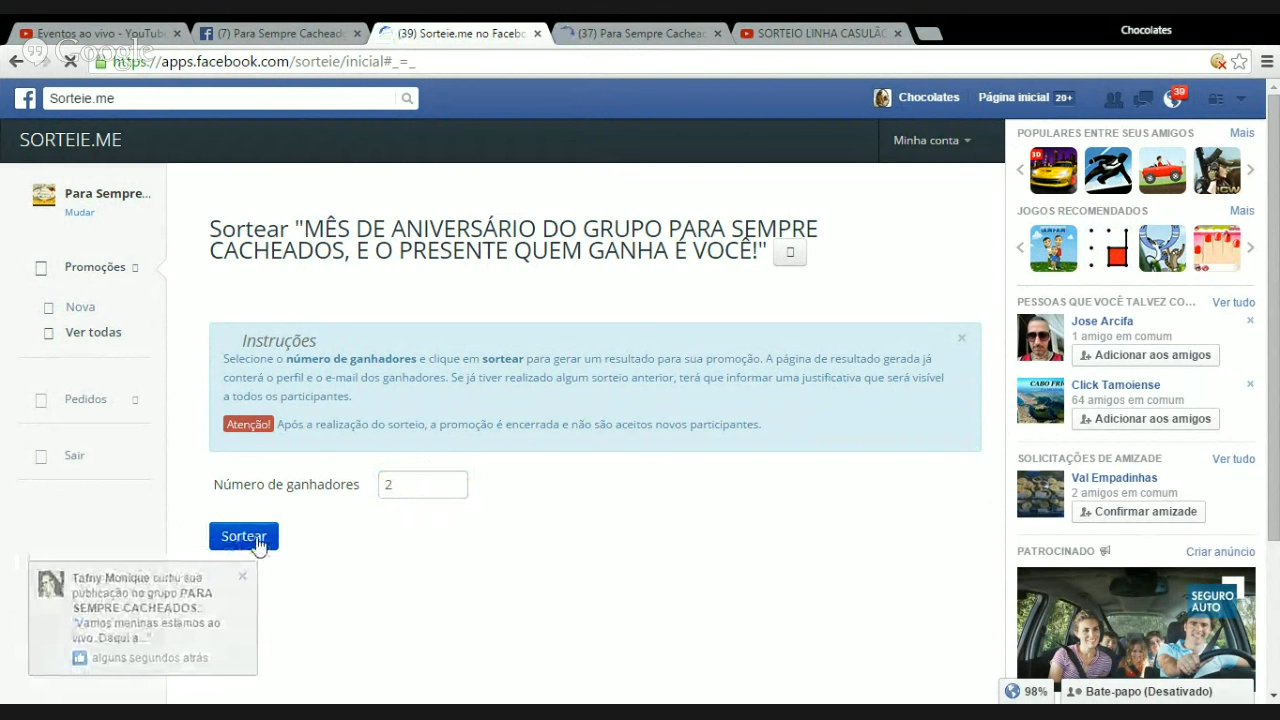 Eventos ao vivo - YouTub
(7) Para Sempre Cachead
(39) Sorteie.me no Facebo
(37) Para Sempre Cachea
SORTEIO LINHA CASULÃO
Chocolates
Google
https://apps.facebook.com/sorteie/inicial#_=_
Sorteie.me
Chocolates
Página inicial 20+
39
SORTEIE.ME
Minha conta
Para Sempre...
Mudar
Promoções
Nova
Ver todas
Pedidos
Sair
Sortear "MÊS DE ANIVERSÁRIO DO GRUPO PARA SEMPRE
CACHEADOS, E O PRESENTE QUEM GANHA É VOCÊ!"
Instruções
Selecione o número de ganhadores e clique em sortear para gerar um resultado para sua promoção. A página de resultado gerada já
conterá o perfil e o e-mail dos ganhadores. Se já tiver realizado algum sorteio anterior, terá que informar uma justificativa que será visível
a todos os participantes.
Atenção! Após a realização do sorteio, a promoção é encerrada e não são aceitos novos participantes.
Número de ganhadores 2
Sortear
Monique curtiu sua
publicação no grupo PARA
SEMPRE CACHEADOS:
"Vamos meninas estamos ao
vivo. Daqui a..."
alguns segundos atrás
POPULARES ENTRE SEUS AMIGOS Mais
JOGOS RECOMENDADOS Mais
PESSOAS QUE VOCÊ TALVEZ CO... Ver tudo
Jose Arcifa
1 amigo em comum
Adicionar aos amigos
CABO FRI
Click Tamoiense
64 amigos em comum
Adicionar aos amigos
SOLICITAÇÕES DE AMIZADE Ver tudo
Val Empadinhas
2 amigos em comum
Confirmar amizade
PATROCINADO Criar anúncio
SEGURO
AUTO
98%
Bate-papo (Desativado)